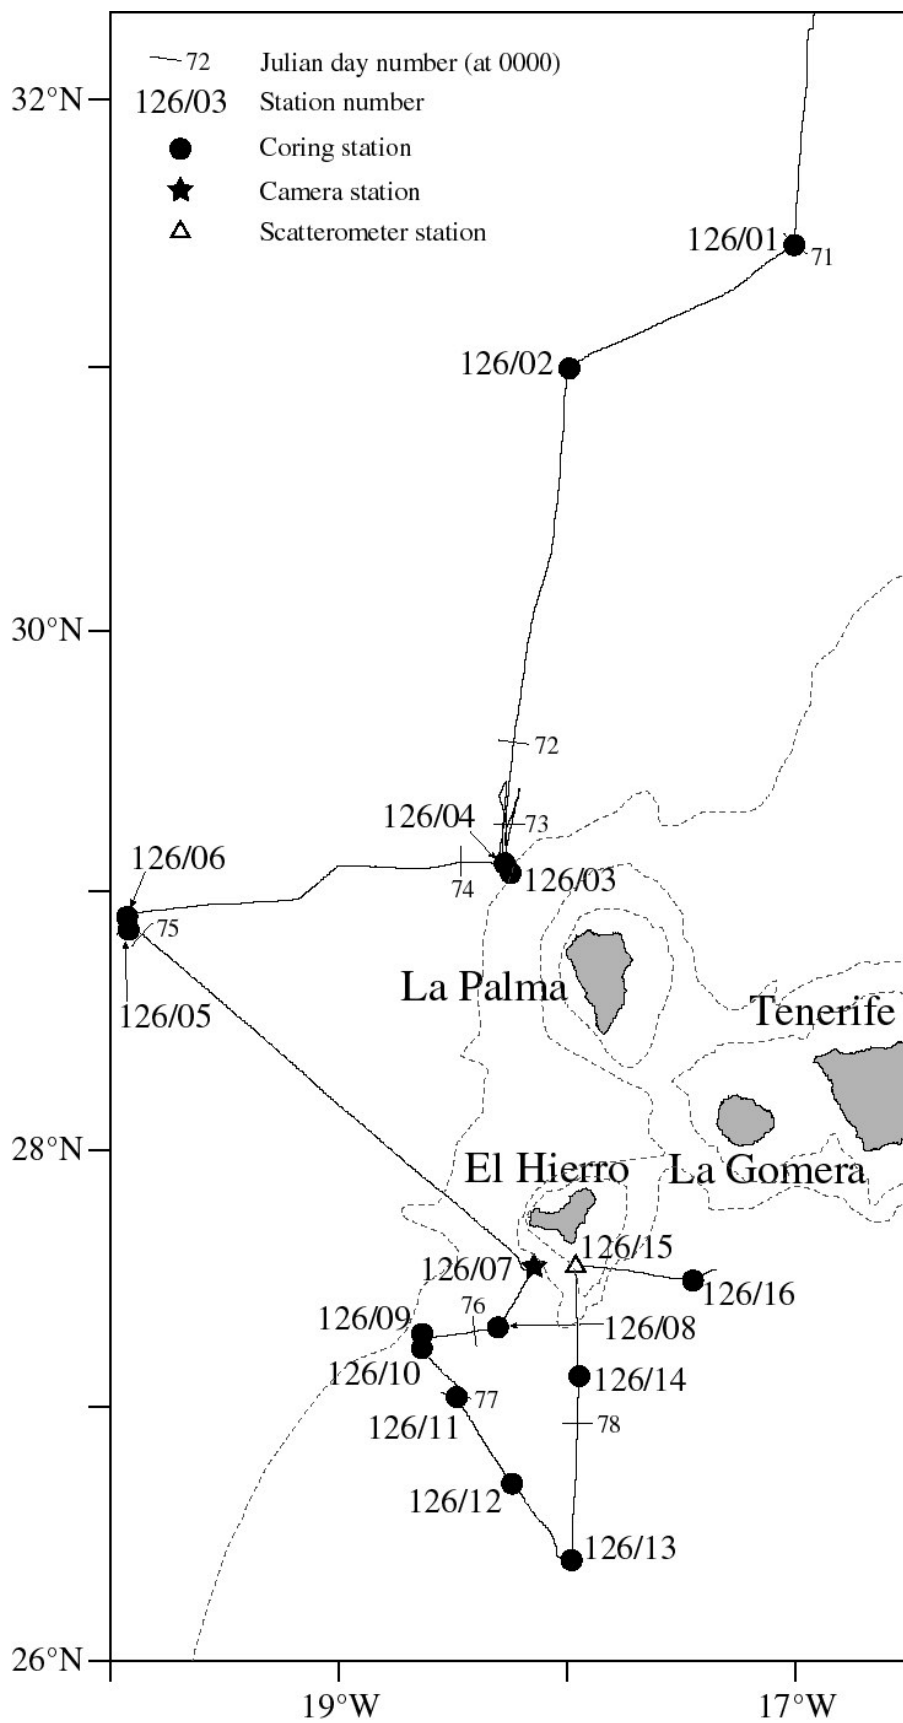 72 Julian day number (at 0000)
32°N
126/03 Station number
Coring station
Camera station
Scatterometer station
126/01
71
126/02
30°N
72
126/04
73
126/06
74
126/03
75
La Palma
126/05
Tenerife
28°N
El Hierro
La Gomera
126/15
126/07
126/16
76
126/09
126/08
126/10
126/14
77
126/11
78
126/12
126/13
26°N
19°W
17°W